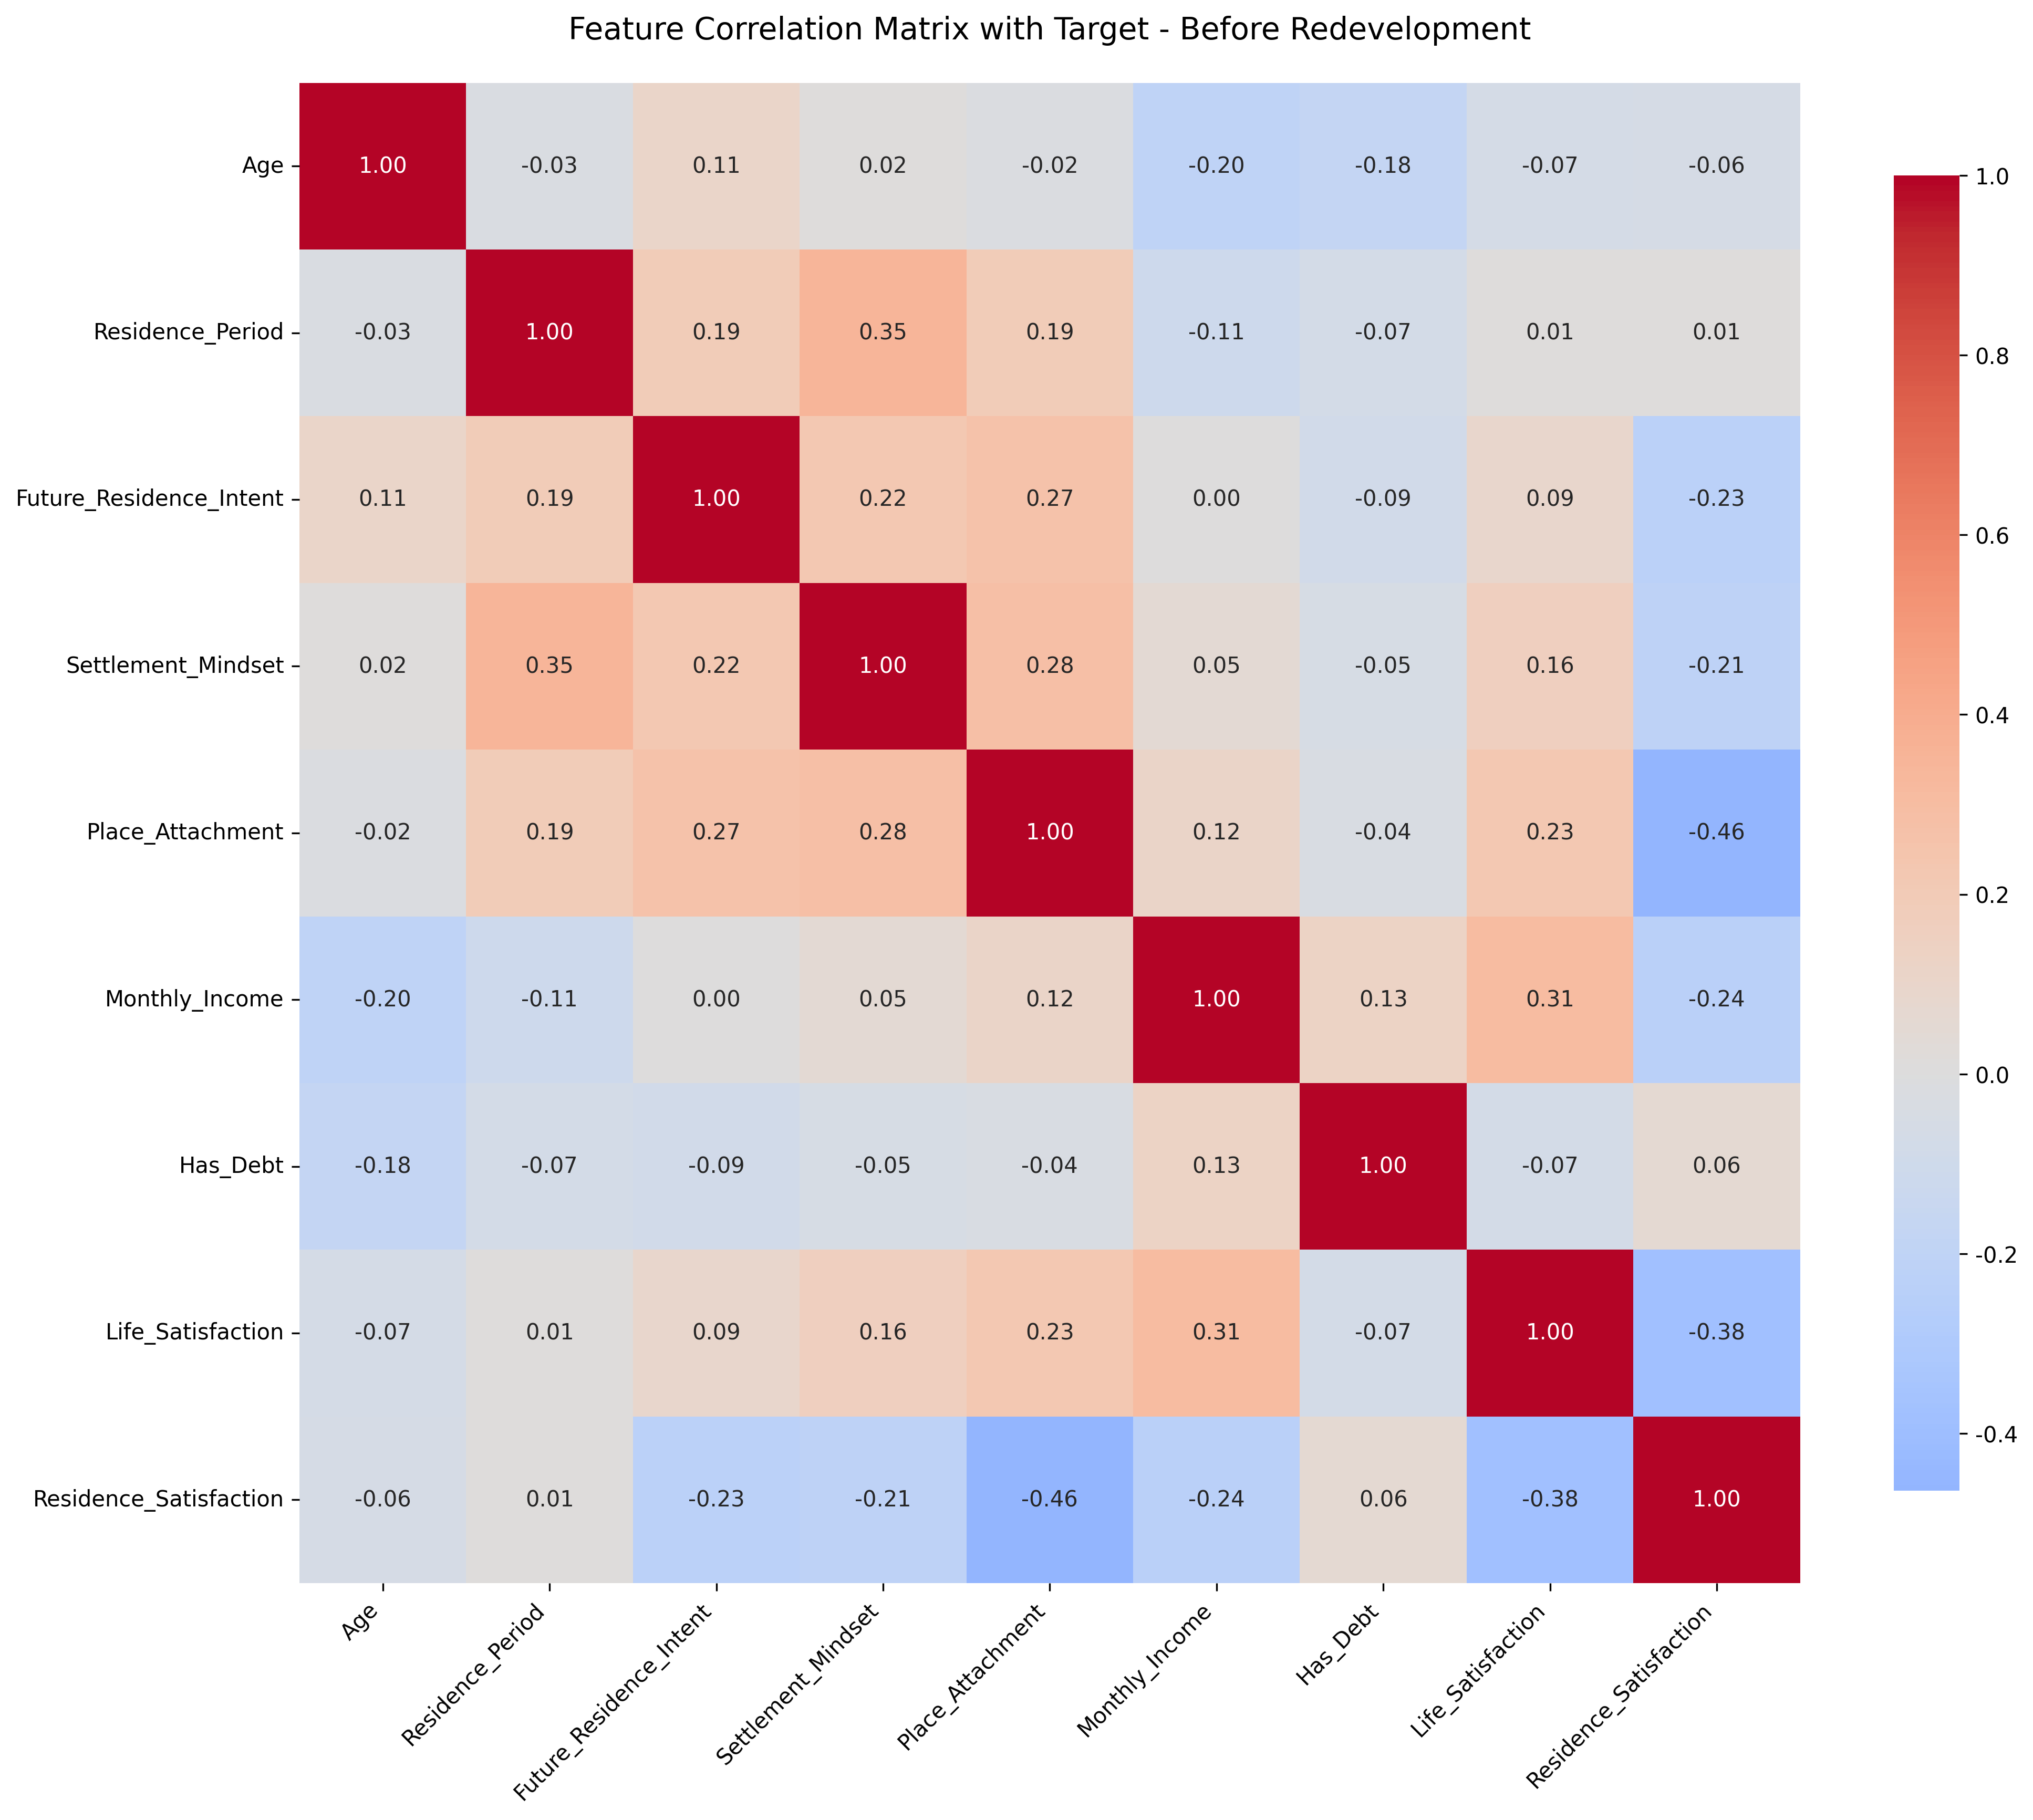 Feature Correlation Matrix with Target - Before Redevelopment
Age 1.00 -0.03 0.11 0.02 -0.02 -0.20 -0.18 -0.07 -0.06
Residence_Period -0.03 1.00 0.19 0.35 0.19 -0.11 -0.07 0.01 0.01
Future_Residence_Intent 0.11 0.19 1.00 0.22 0.27 0.00 -0.09 0.09 -0.23
Settlement_Mindset 0.02 0.35 0.22 1.00 0.28 0.05 -0.05 0.16 -0.21
Place_Attachment -0.02 0.19 0.27 0.28 1.00 0.12 -0.04 0.23 -0.46
Monthly_Income -0.20 -0.11 0.00 0.05 0.12 1.00 0.13 0.31 -0.24
Has_Debt -0.18 -0.07 -0.09 -0.05 -0.04 0.13 1.00 -0.07 0.06
Life_Satisfaction -0.07 0.01 0.09 0.16 0.23 0.31 -0.07 1.00 -0.38
Residence_Satisfaction -0.06 0.01 -0.23 -0.21 -0.46 -0.24 0.06 -0.38 1.00
Age
Residence_Period
Future_Residence_Intent
Settlement_Mindset
Place_Attachment
Monthly_Income
Has_Debt
Life_Satisfaction
Residence_Satisfaction
1.0
0.8
0.6
0.4
0.2
0.0
-0.2
-0.4